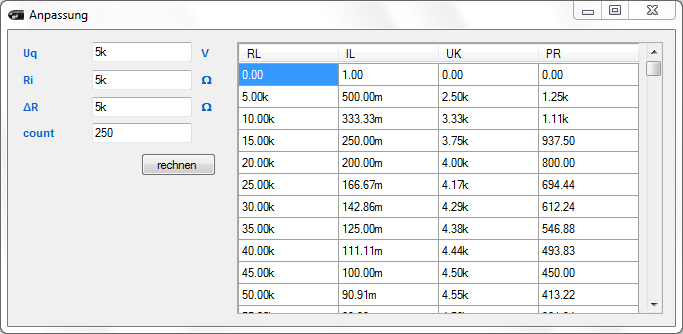 Anpassung
Uq 5k V
Ri 5k Ω
ΔR 5k Ω
count 250
rechnen
RL IL UK PR
0.00 1.00 0.00 0.00
5.00k 500.00m 2.50k 1.25k
10.00k 333.33m 3.33k 1.11k
15.00k 250.00m 3.75k 937.50
20.00k 200.00m 4.00k 800.00
25.00k 166.67m 4.17k 694.44
30.00k 142.86m 4.29k 612.24
35.00k 125.00m 4.38k 546.88
40.00k 111.11m 4.44k 493.83
45.00k 100.00m 4.50k 450.00
50.00k 90.91m 4.55k 413.22